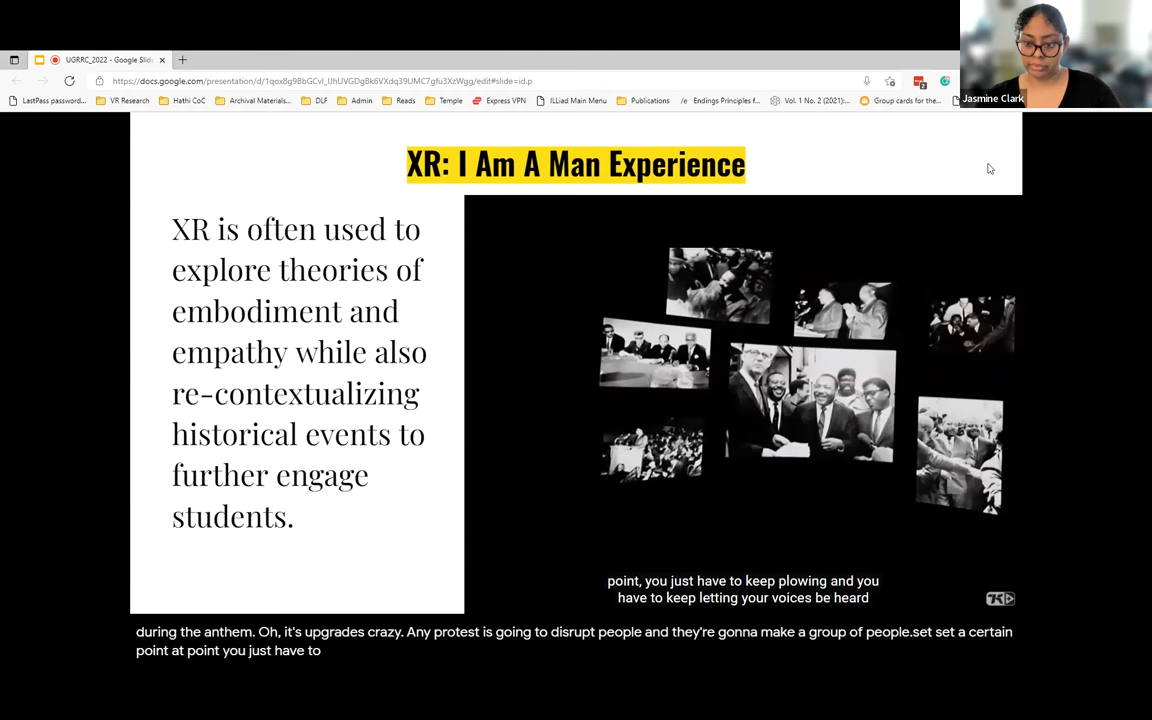 UGRRC_2022 - Google Slid
https://docs.google.com/presentation/d/
LastPass password... VR Research Hathi CoC Archival Materials... DLF Admin Reads Temple Express VPN ILLiad Main Menu Publications Endings Principles f... Vol. 1 No. 2 (2021):... Group cards for the...
Jasmine Clark
XR: I Am A Man Experience
XR is often used to
explore theories of
embodiment and
empathy while also
re-contextualizing
historical events to
further engage
students.
point, you just have to keep plowing and you
have to keep letting your voices be heard
during the anthem. Oh, it's upgrades crazy. Any protest is going to disrupt people and they're gonna make a group of people.set set a certain
point at point you just have to